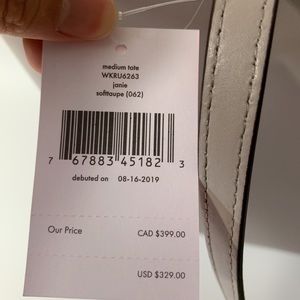 medium tote
WKRU6263
janie
softtaupe (062)
7 67883 45182 3
debuted on 08-16-2019
Our Price CAD $399.00
USD $329.00